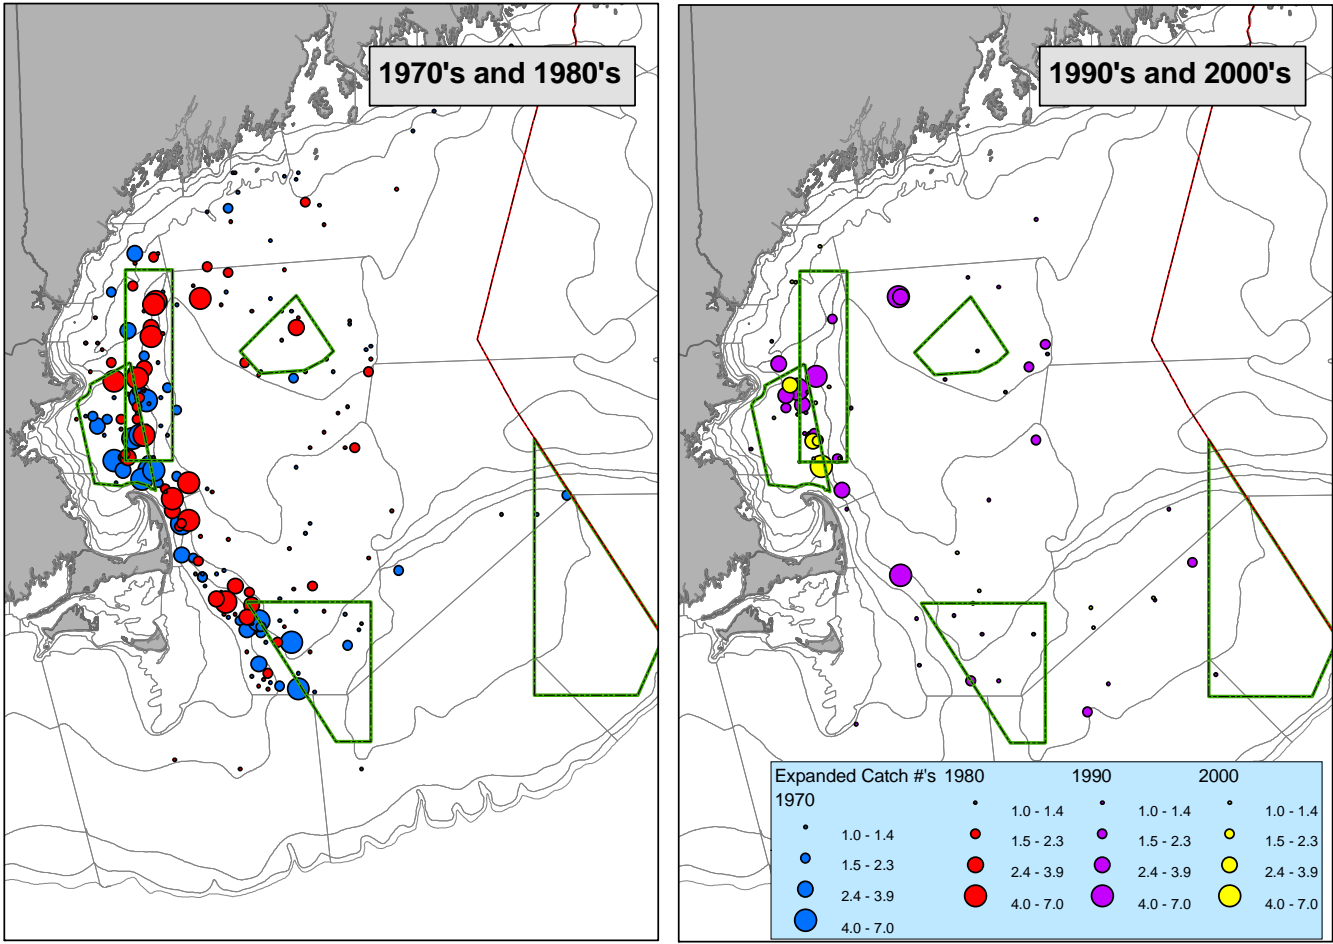 1970's and 1980's
1990's and 2000's
Expanded Catch #'s 1980 1990 2000
1970
1.0 - 1.4 1.0 - 1.4 1.0 - 1.4
1.0 - 1.4
1.5 - 2.3 1.5 - 2.3 1.5 - 2.3
1.5 - 2.3
2.4 - 3.9 2.4 - 3.9 2.4 - 3.9
2.4 - 3.9
4.0 - 7.0 4.0 - 7.0 4.0 - 7.0
4.0 - 7.0